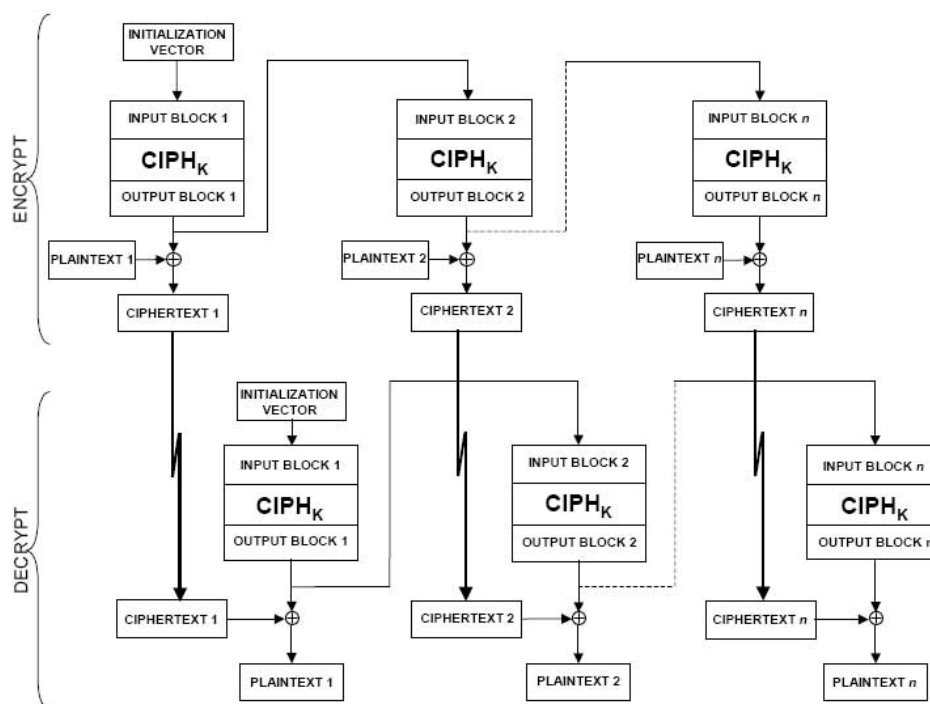 ENCRYPT
INITIALIZATION
VECTOR
INPUT BLOCK 1
CIPHK
OUTPUT BLOCK 1
INPUT BLOCK 2
CIPHK
OUTPUT BLOCK 2
INPUT BLOCK n
CIPHK
OUTPUT BLOCK n
PLAINTEXT 1
PLAINTEXT 2
PLAINTEXT n
CIPHERTEXT 1
CIPHERTEXT 2
CIPHERTEXT n
DECRYPT
INITIALIZATION
VECTOR
INPUT BLOCK 1
CIPHK
OUTPUT BLOCK 1
INPUT BLOCK 2
CIPHK
OUTPUT BLOCK 2
INPUT BLOCK n
CIPHK
OUTPUT BLOCK n
CIPHERTEXT 1
CIPHERTEXT 2
CIPHERTEXT n
PLAINTEXT 1
PLAINTEXT 2
PLAINTEXT n